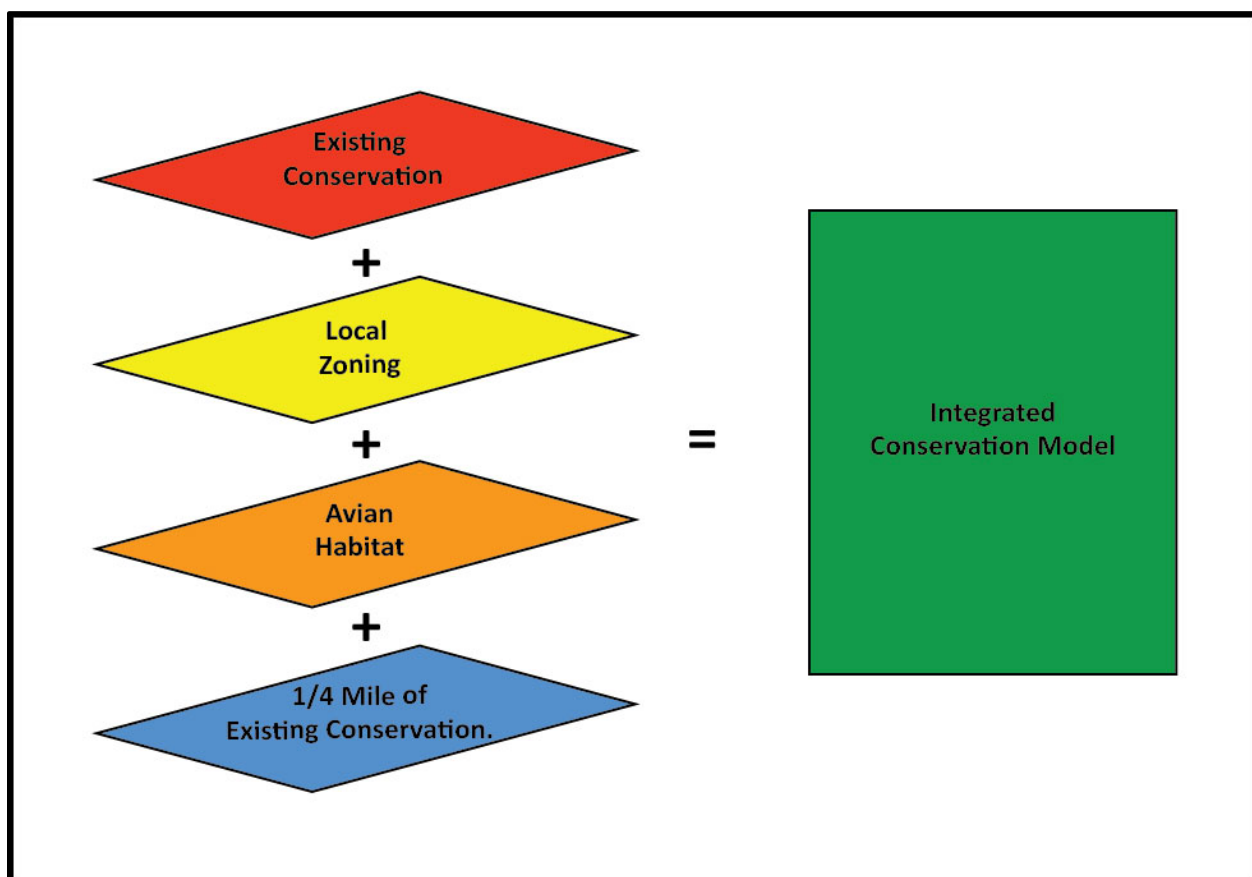 Existing
Conservation
+
Local
Zoning
+
Avian
Habitat
+
1/4 Mile of
Existing Conservation.
=
Integrated
Conservation Model